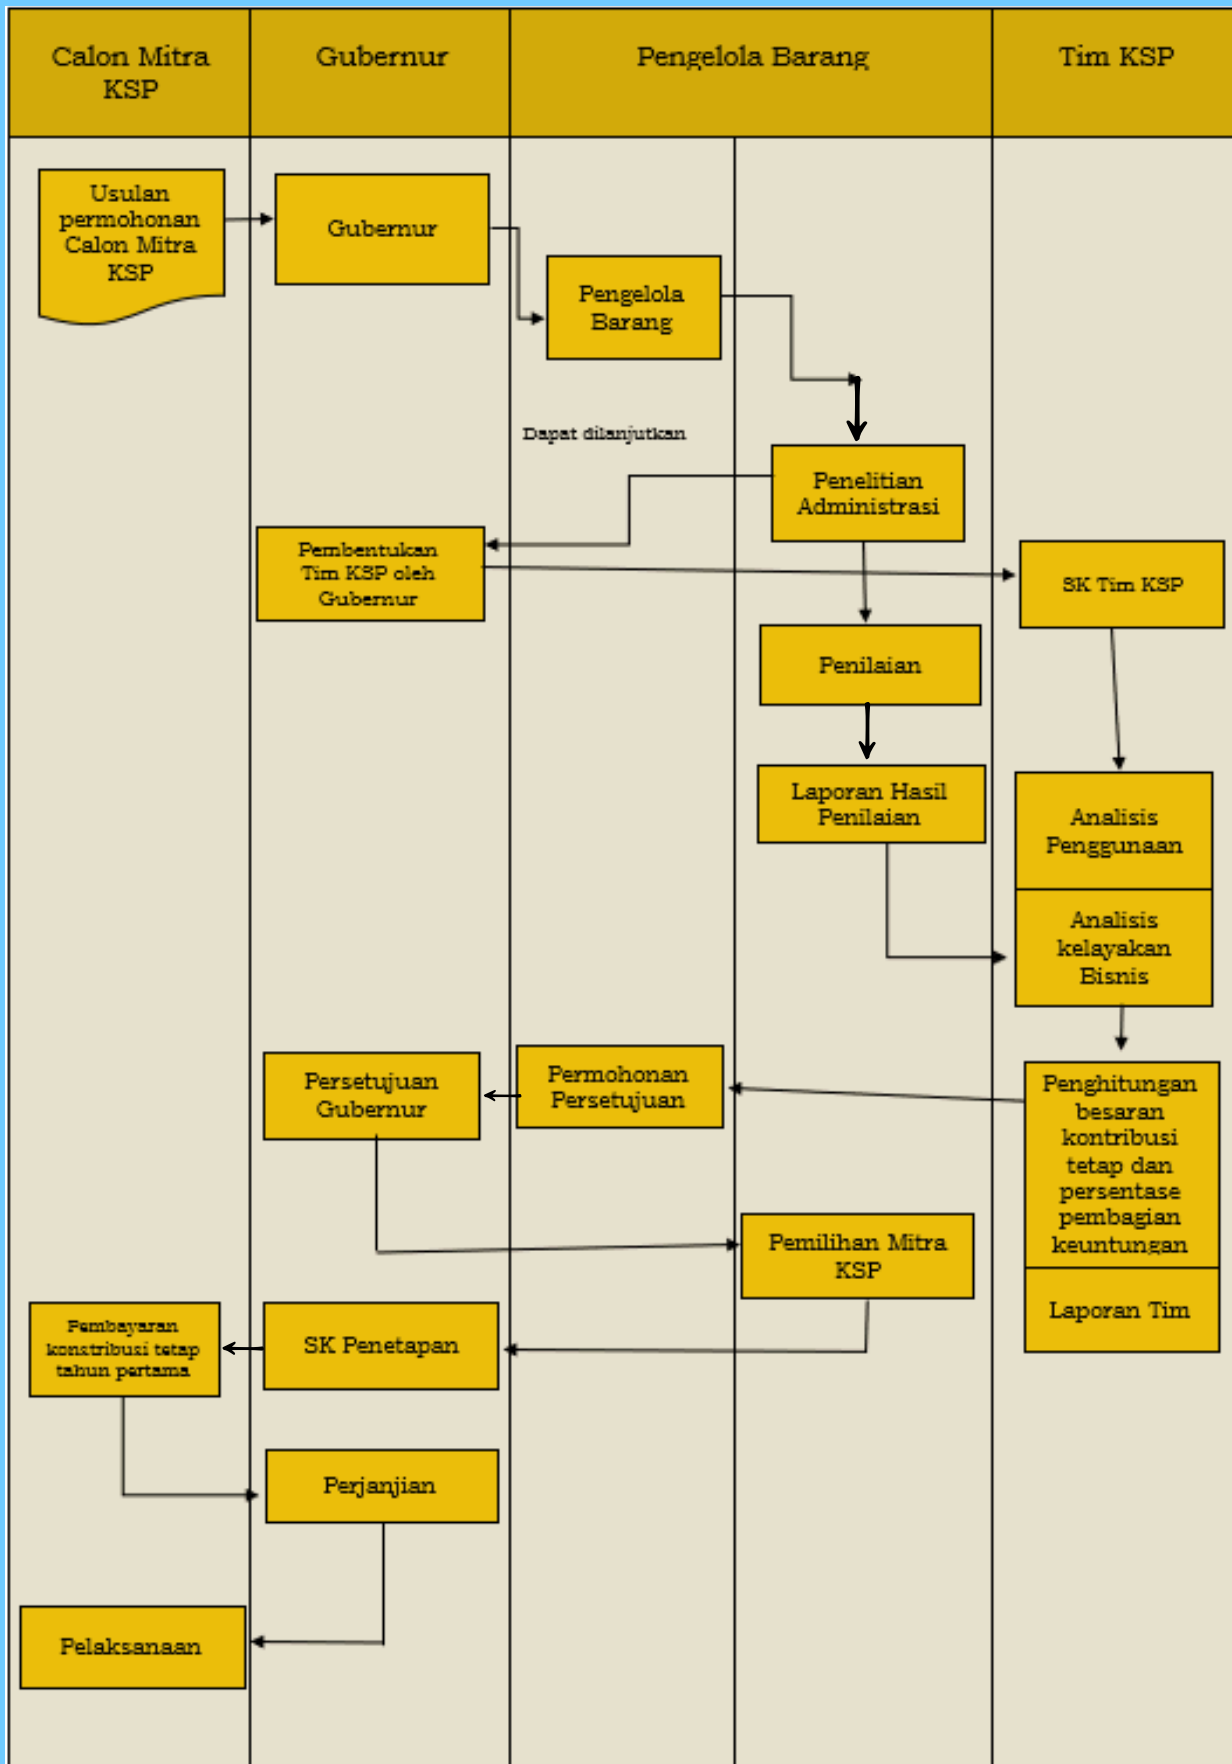 Calon Mitra
KSP
Gubernur
Pengelola Barang
Tim KSP
Usulan
permohonan
Calon Mitra
KSP
Gubernur
Pengelola
Barang
Dapat dilanjutkan
Penelitian
Administrasi
Pembentukan
Tim KSP oleh
Gubernur
SK Tim KSP
Penilaian
Laporan Hasil
Penilaian
Analisis
Penggunaan
Analisis
kelayakan
Bisnis
Persetujuan
Gubernur
Permohonan
Persetujuan
Penghitungan
besaran
kontribusi
tetap dan
persentase
pembagian
keuntungan
Pemilihan Mitra
KSP
Laporan Tim
Pembayaran
konstribusi tetap
tahun pertama
SK Penetapan
Perjanjian
Pelaksanaan